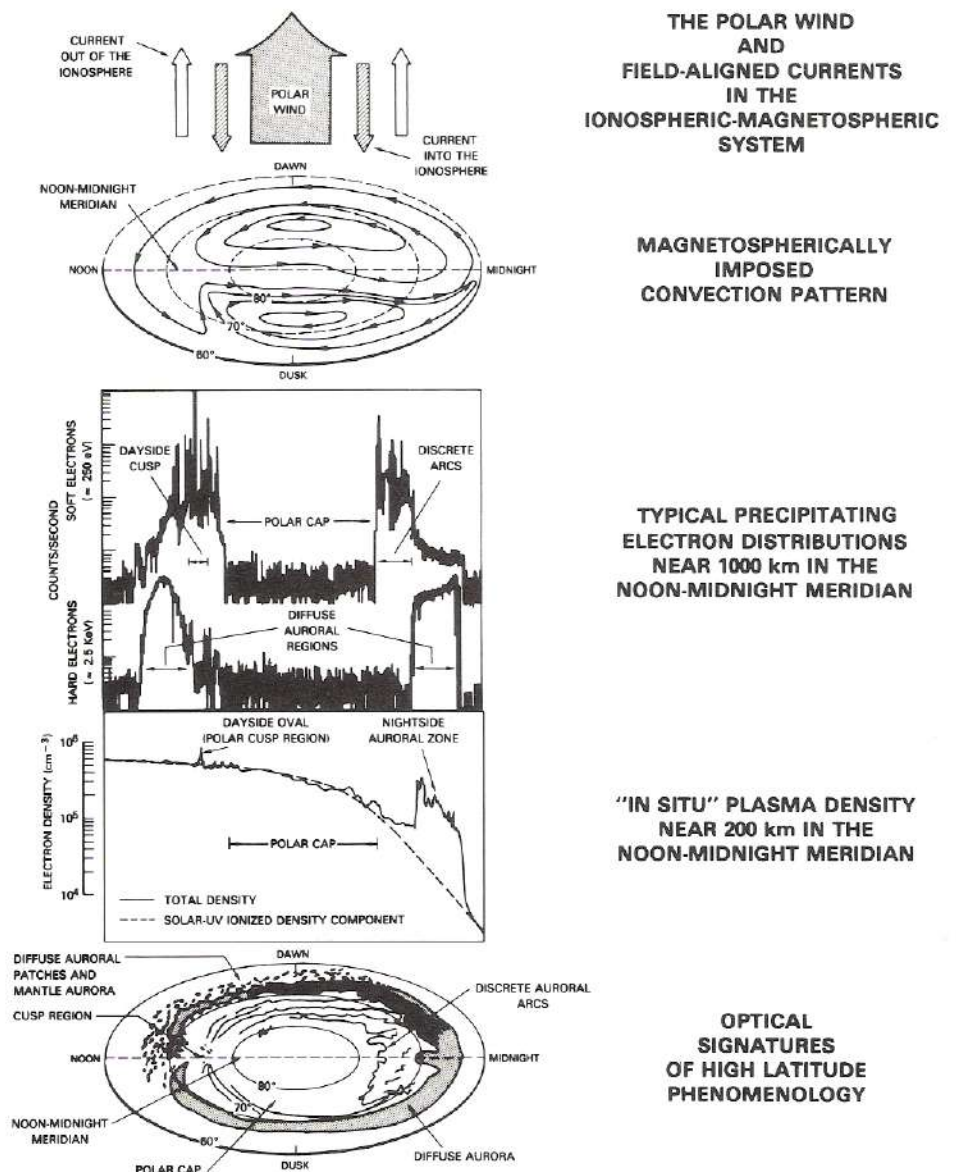 CURRENT
OUT OF THE
IONOSPHERE
POLAR
WIND
CURRENT
INTO THE
IONOSPHERE
THE POLAR WIND
AND
FIELD-ALIGNED CURRENTS
IN THE
IONOSPHERIC-MAGNETOSPHERIC
SYSTEM
DAWN
NOON-MIDNIGHT
MERIDIAN
NOON
MIDNIGHT
80°
70°
60°
DUSK
MAGNETOSPHERICALLY
IMPOSED
CONVECTION PATTERN
COUNTS/SECOND
SOFT ELECTRONS
(≈ 250 eV)
HARD ELECTRONS
(≈ 2.5 KeV)
DAYSIDE
CUSP
DISCRETE
ARCS
POLAR CAP
DIFFUSE
AURORAL
REGIONS
TYPICAL PRECIPITATING
ELECTRON DISTRIBUTIONS
NEAR 1000 km IN THE
NOON-MIDNIGHT MERIDIAN
ELECTRON DENSITY (cm⁻³)
10⁶
10⁵
10⁴
DAYSIDE OVAL
(POLAR CUSP REGION)
NIGHTSIDE
AURORAL ZONE
POLAR CAP
TOTAL DENSITY
SOLAR-UV IONIZED DENSITY COMPONENT
"IN SITU" PLASMA DENSITY
NEAR 200 km IN THE
NOON-MIDNIGHT MERIDIAN
DIFFUSE AURORAL
PATCHES AND
MANTLE AURORA
CUSP REGION
DAWN
DISCRETE AURORAL
ARCS
NOON
MIDNIGHT
80°
70°
60°
NOON-MIDNIGHT
MERIDIAN
POLAR CAP
DUSK
DIFFUSE AURORA
OPTICAL
SIGNATURES
OF HIGH LATITUDE
PHENOMENOLOGY